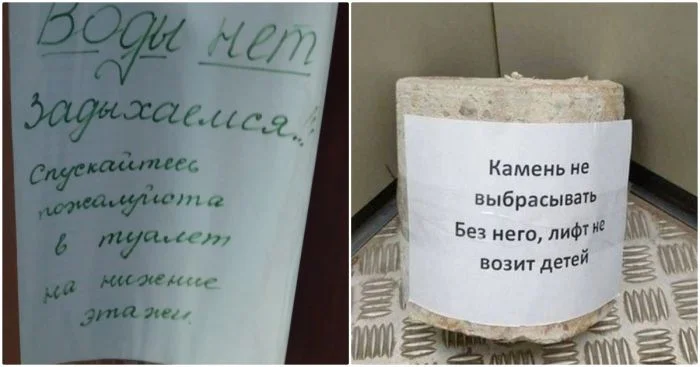 Воды нет
Задыхаемся..!
Спускайтесь
пожалуйста
в туалет
на нижние
этажи.
Камень не
выбрасывать
Без него, лифт не
возит детей